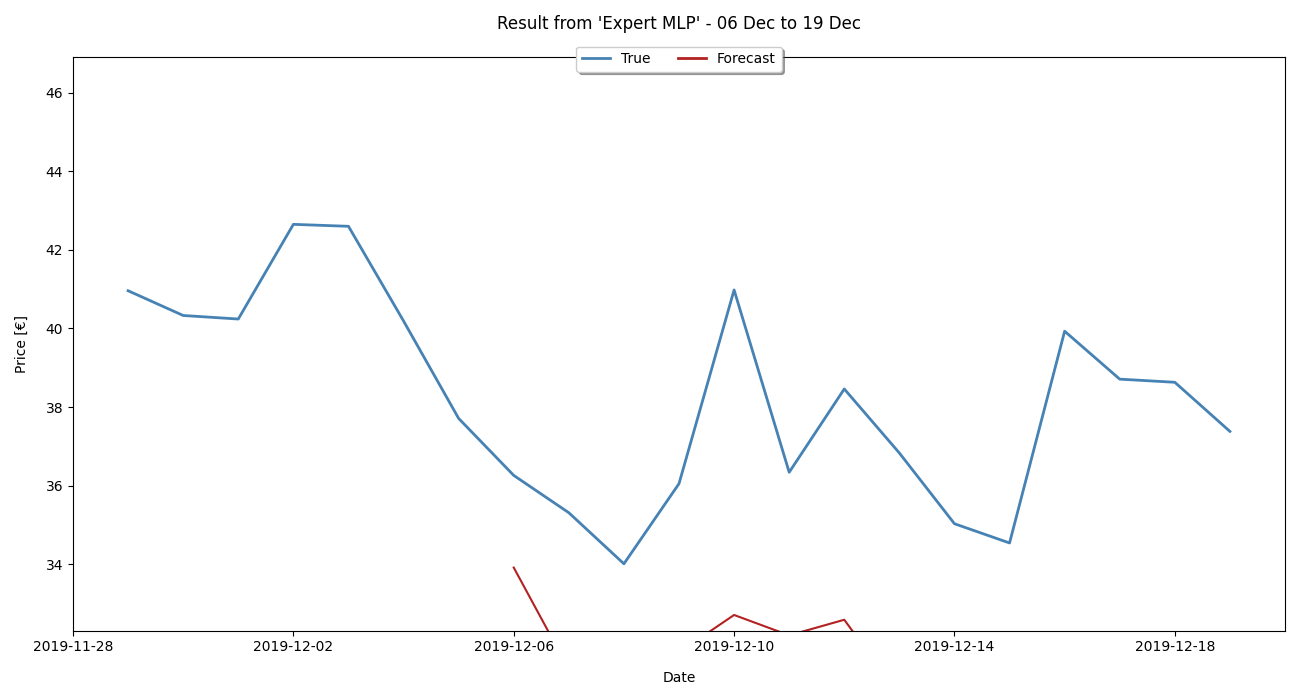 Result from 'Expert MLP' - 06 Dec to 19 Dec
True Forecast
46
44
42
40
38
36
34
Price [€]
2019-11-28 2019-12-02 2019-12-06 2019-12-10 2019-12-14 2019-12-18
Date